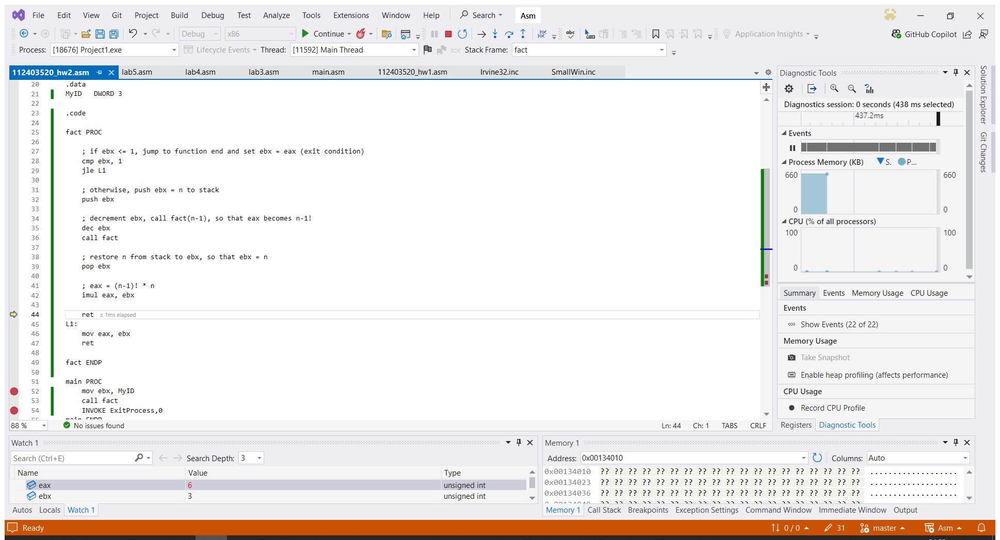 File Edit View Git Project Build Debug Test Analyze Tools Extensions Window Help Search Asm
Debug x86 Continue Application Insights GitHub Copilot
Process: [18676] Project1.exe Lifecycle Events Thread: [11592] Main Thread Stack Frame: fact
112403520_hw2.asm lab5.asm lab4.asm lab3.asm main.asm 112403520_hw1.asm Irvine32.inc SmallWin.inc
20 .data
21 MyID DWORD 3
22
23 .code
24
25 fact PROC
26
27 ; if ebx <= 1, jump to function end and set ebx = eax (exit condition)
28 cmp ebx, 1
29 jle L1
30
31 ; otherwise, push ebx = n to stack
32 push ebx
33
34 ; decrement ebx, call fact(n-1), so that eax becomes n-1!
35 dec ebx
36 call fact
37
38 ; restore n from stack to ebx, so that ebx = n
39 pop ebx
40
41 ; eax = (n-1)! * n
42 imul eax, ebx
43
44 ret ≤ 1ms elapsed
45 L1:
46 mov eax, ebx
47 ret
48
49 fact ENDP
50
51 main PROC
52 mov ebx, MyID
53 call fact
54 INVOKE ExitProcess,0
88 % No issues found Ln: 44 Ch: 1 TABS CRLF
Diagnostic Tools
Diagnostics session: 0 seconds (438 ms selected)
437.2ms
Events
Process Memory (KB) S. P...
660 660
0 0
CPU (% of all processors)
100 100
0 0
Summary Events Memory Usage CPU Usage
Events
Show Events (22 of 22)
Memory Usage
Take Snapshot
Enable heap profiling (affects performance)
CPU Usage
Record CPU Profile
Registers Diagnostic Tools
Solution Explorer
Git Changes
Watch 1
Search (Ctrl+E) Search Depth: 3
Name Value Type
eax 6 unsigned int
ebx 3 unsigned int
Autos Locals Watch 1
Memory 1
Address: 0x00134010 Columns: Auto
0x00134010 ?? ?? ?? ?? ?? ?? ?? ?? ?? ?? ?? ?? ?? ?? ?? ?? ?? ?? ?? ...................
0x00134023 ?? ?? ?? ?? ?? ?? ?? ?? ?? ?? ?? ?? ?? ?? ?? ?? ?? ?? ?? ...................
0x00134036 ?? ?? ?? ?? ?? ?? ?? ?? ?? ?? ?? ?? ?? ?? ?? ?? ?? ?? ?? ...................
Memory 1 Call Stack Breakpoints Exception Settings Command Window Immediate Window Output
Ready 0 / 0 31 master Asm